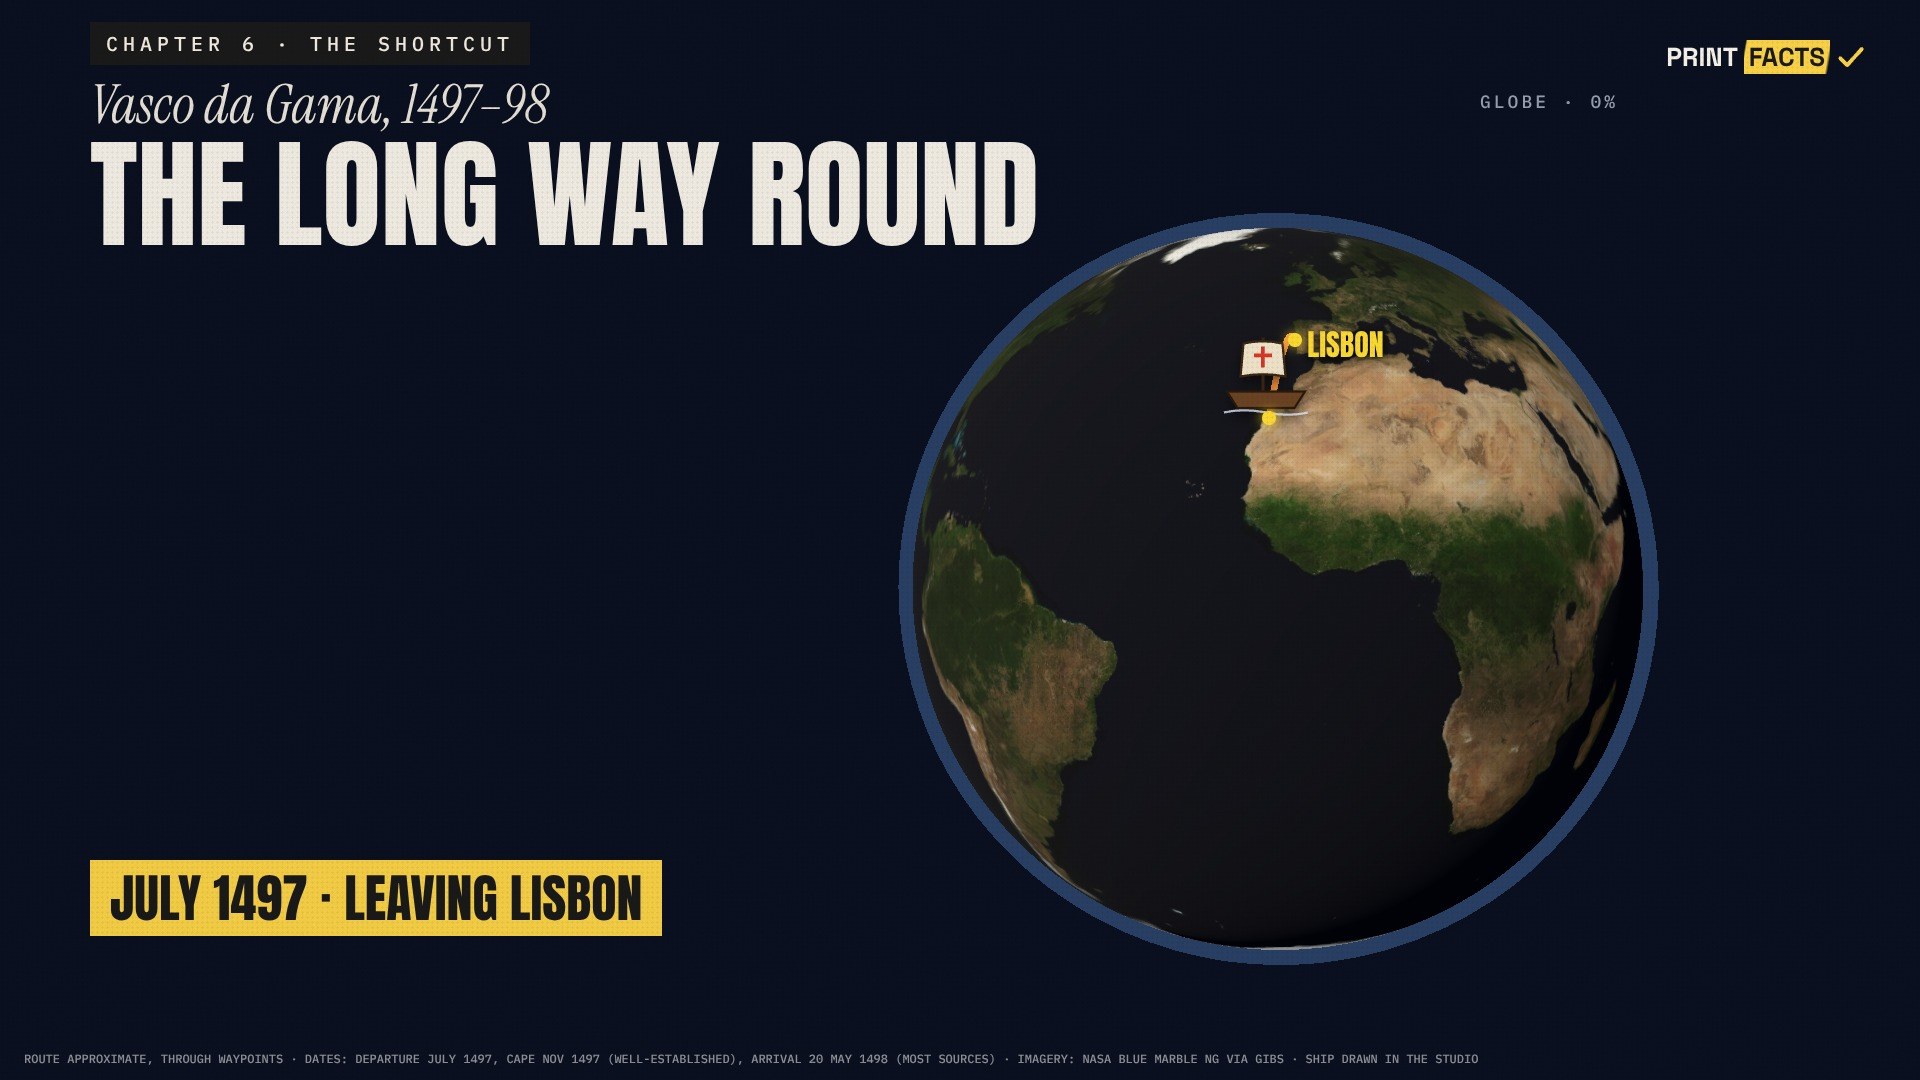 CHAPTER 6 · THE SHORTCUT
PRINT FACTS
Vasco da Gama, 1497–98
GLOBE · 0%
THE LONG WAY ROUND
LISBON
JULY 1497 · LEAVING LISBON
ROUTE APPROXIMATE, THROUGH WAYPOINTS · DATES: DEPARTURE JULY 1497, CAPE NOV 1497 (WELL-ESTABLISHED), ARRIVAL 20 MAY 1498 (MOST SOURCES) · IMAGERY: NASA BLUE MARBLE NG VIA GIBS · SHIP DRAWN IN THE STUDIO